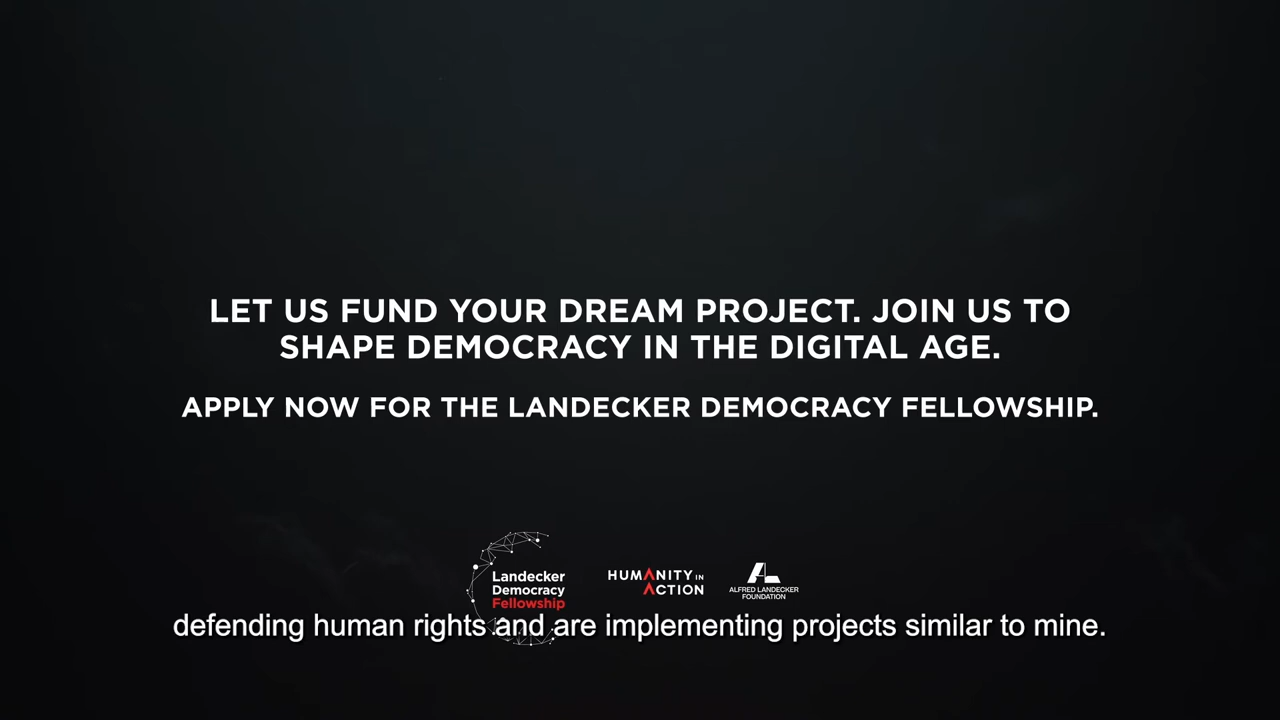 LET US FUND YOUR DREAM PROJECT. JOIN US TO
SHAPE DEMOCRACY IN THE DIGITAL AGE.
APPLY NOW FOR THE LANDECKER DEMOCRACY FELLOWSHIP.
Landecker
Democracy
Fellowship
HUMANITY IN
ACTION
ALFRED LANDECKER
FOUNDATION
defending human rights and are implementing projects similar to mine.